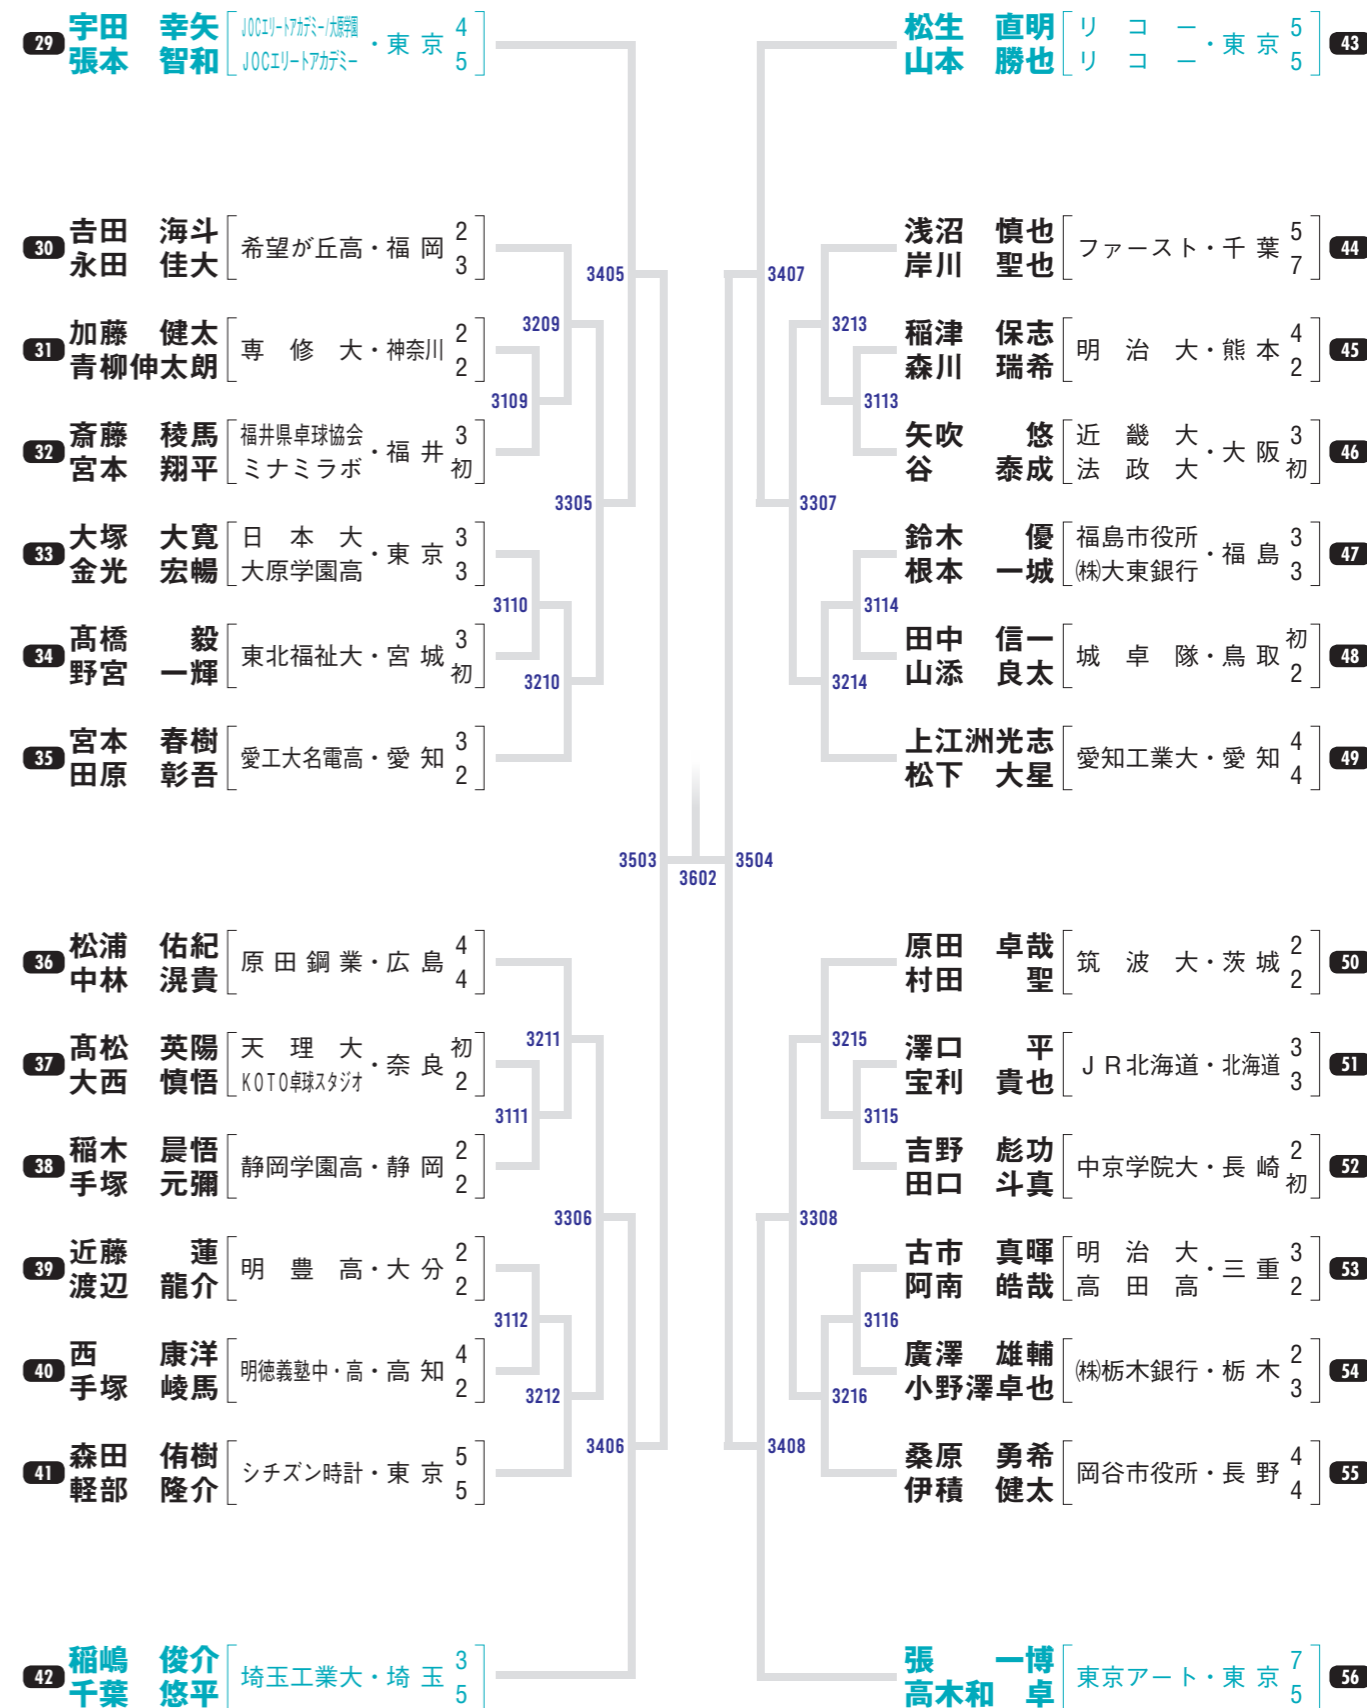 29 宇田 幸矢 [JOCエリートアカデミー/大原学園・東京 4]
張本 智和 [JOCエリートアカデミー 5]
30 𠮷田 海斗 [希望が丘高・福岡 2]
永田 佳大 3
3405
3209
31 加藤 健太 [専修大・神奈川 2]
青柳伸太朗 2
3109
32 斎藤 稜馬 [福井県卓球協会・福井 3]
宮本 翔平 [ミナミラボ 初]
3305
33 大塚 大寛 [日本大・東京 3]
金光 宏暢 [大原学園高 3]
3110
34 髙橋 毅 [東北福祉大・宮城 3]
野宮 一輝 初
3210
35 宮本 春樹 [愛工大名電高・愛知 3]
田原 彰吾 2
3503
3602
36 松浦 佑紀 [原田鋼業・広島 4]
中林 滉貴 4
3211
37 髙松 英陽 [天理大・奈良 初]
大西 慎悟 [KOTO卓球スタジオ 2]
3111
38 稲木 晨悟 [静岡学園高・静岡 2]
手塚 元彌 2
3306
39 近藤 蓮 [明豊高・大分 2]
渡辺 龍介 2
3112
40 西 康洋 [明徳義塾中・高・高知 4]
手塚 崚馬 2
3212
3406
41 森田 侑樹 [シチズン時計・東京 5]
軽部 隆介 5
42 稲嶋 俊介 [埼玉工業大・埼玉 3]
千葉 悠平 5
松生 直明 [リコー・東京 5] 43
山本 勝也 [リコー 5]
浅沼 慎也 [ファースト・千葉 5] 44
岸川 聖也 7
3407
3213
稲津 保志 [明治大・熊本 4] 45
森川 瑞希 2
3113
矢吹 悠 [近畿大・大阪 3] 46
谷 泰成 [法政大 初]
3307
鈴木 優 [福島市役所・福島 3] 47
根本 一城 [㈱大東銀行 3]
3114
田中 信一 [城卓隊・鳥取 初] 48
山添 良太 2
3214
上江洲光志 [愛知工業大・愛知 4] 49
松下 大星 4
3504
原田 卓哉 [筑波大・茨城 2] 50
村田 聖 2
3215
澤口 平 [JR北海道・北海道 3] 51
宝利 貴也 3
3115
吉野 彪功 [中京学院大・長崎 2] 52
田口 斗真 初
3308
古市 真暉 [明治大・三重 3] 53
阿南 皓哉 [高田高 2]
3116
廣澤 雄輔 [㈱栃木銀行・栃木 2] 54
小野澤卓也 3
3216
3408
桑原 勇希 [岡谷市役所・長野 4] 55
伊積 健太 4
張 一博 [東京アート・東京 7] 56
高木和 卓 5